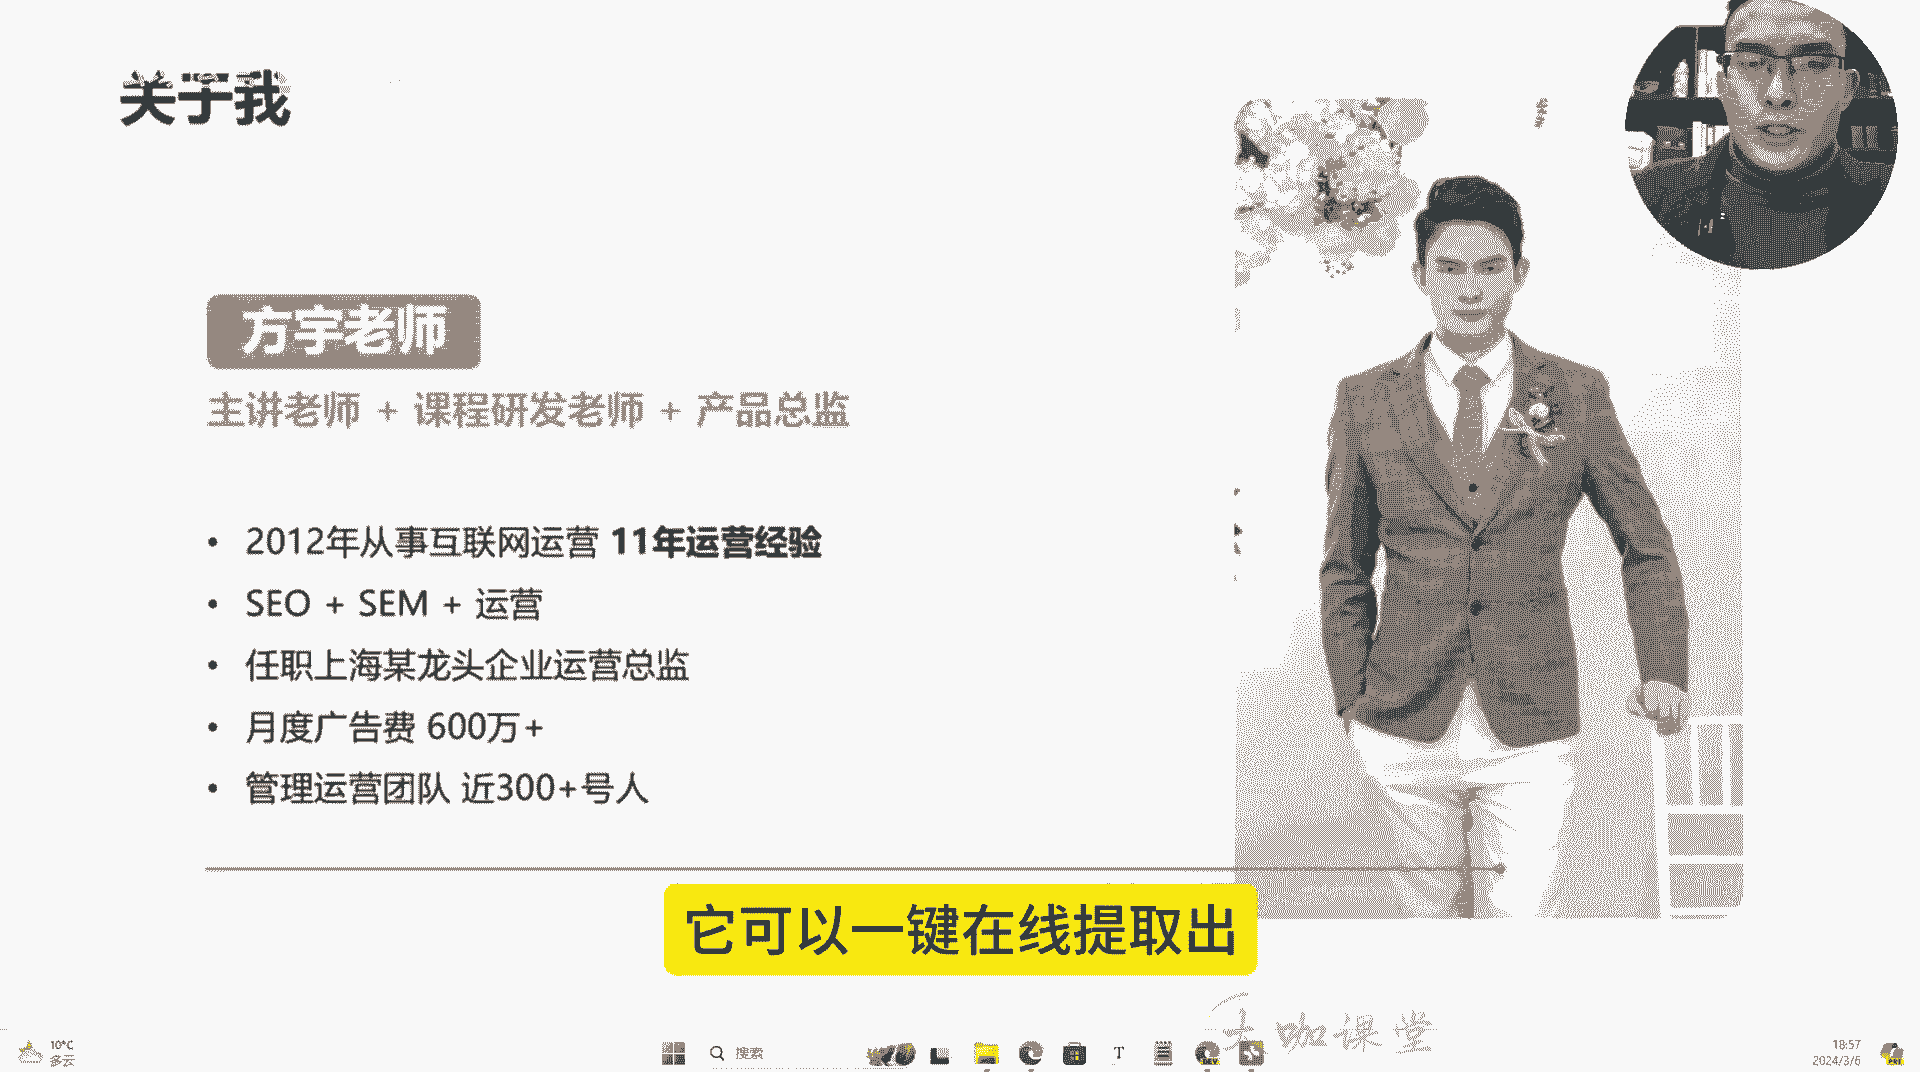 关于我
方宇老师
主讲老师 + 课程研发老师 + 产品总监
• 2012年从事互联网运营 11年运营经验
• SEO + SEM + 运营
• 任职上海某龙头企业运营总监
• 月度广告费 600万+
• 管理运营团队 近300+号人
它可以一键在线提取出
大咖课堂
10°C
多云
搜索
18:57
2024/3/6